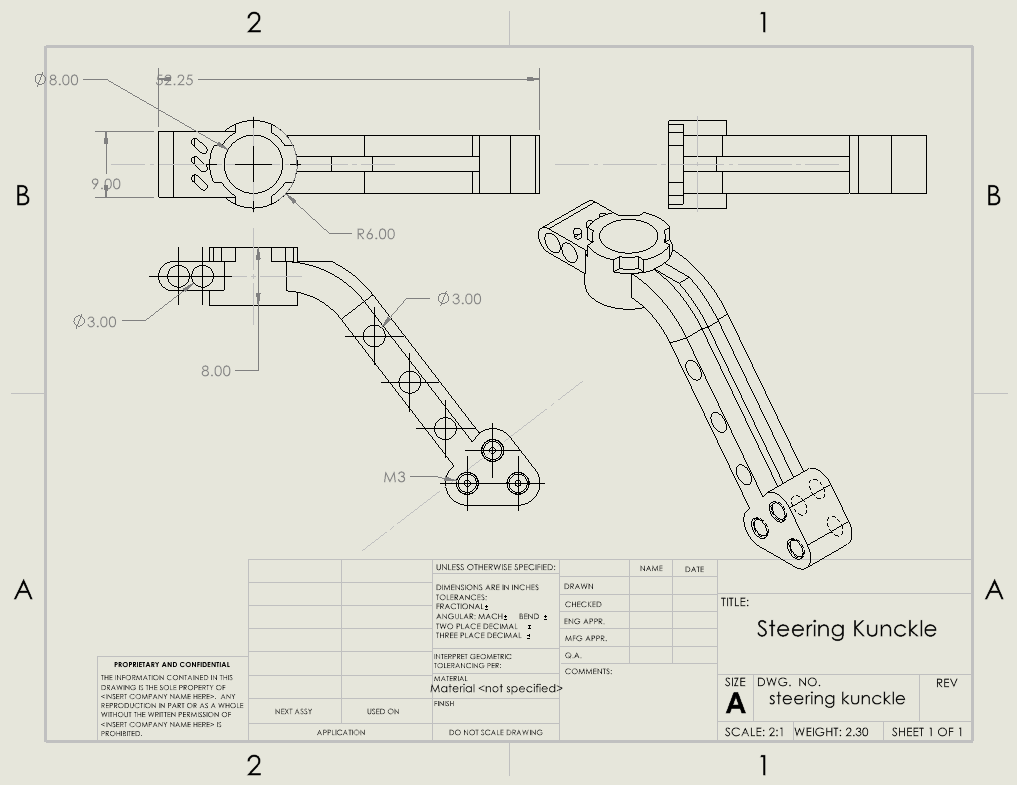 2
1
Ø8.00
52.25
B
B
9.00
R6.00
Ø3.00
Ø3.00
8.00
M3
A
A
UNLESS OTHERWISE SPECIFIED:
DIMENSIONS ARE IN INCHES
TOLERANCES:
FRACTIONAL±
ANGULAR: MACH± BEND ±
TWO PLACE DECIMAL ±
THREE PLACE DECIMAL ±
INTERPRET GEOMETRIC
TOLERANCING PER:
MATERIAL
Material <not specified>
FINISH
DO NOT SCALE DRAWING
NAME
DATE
DRAWN
CHECKED
ENG APPR.
MFG APPR.
Q.A.
COMMENTS:
TITLE:
Steering Kunckle
SIZE
A
DWG. NO.
steering kunckle
REV
SCALE: 2:1
WEIGHT: 2.30
SHEET 1 OF 1
PROPRIETARY AND CONFIDENTIAL
THE INFORMATION CONTAINED IN THIS
DRAWING IS THE SOLE PROPERTY OF
<INSERT COMPANY NAME HERE>. ANY
REPRODUCTION IN PART OR AS A WHOLE
WITHOUT THE WRITTEN PERMISSION OF
<INSERT COMPANY NAME HERE> IS
PROHIBITED.
NEXT ASSY
USED ON
APPLICATION
2
1